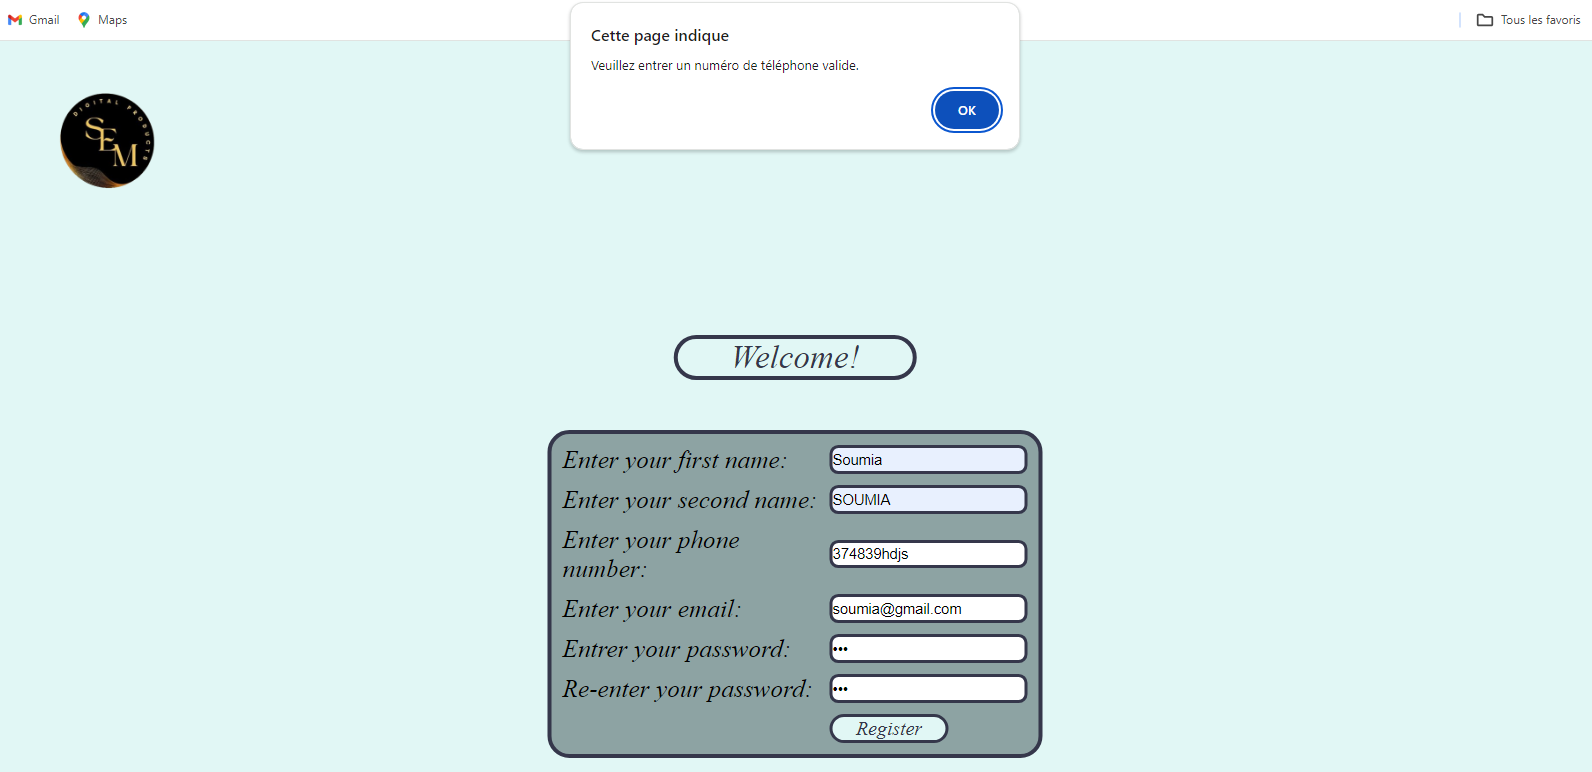 Gmail Maps Tous les favoris
Cette page indique
Veuillez entrer un numéro de téléphone valide.
OK
DIGITAL PRODUCTS
SEM
Welcome!
Enter your first name: Soumia
Enter your second name: SOUMIA
Enter your phone
number: 374839hdjs
Enter your email: soumia@gmail.com
Entrer your password: •••
Re-enter your password: •••
Register